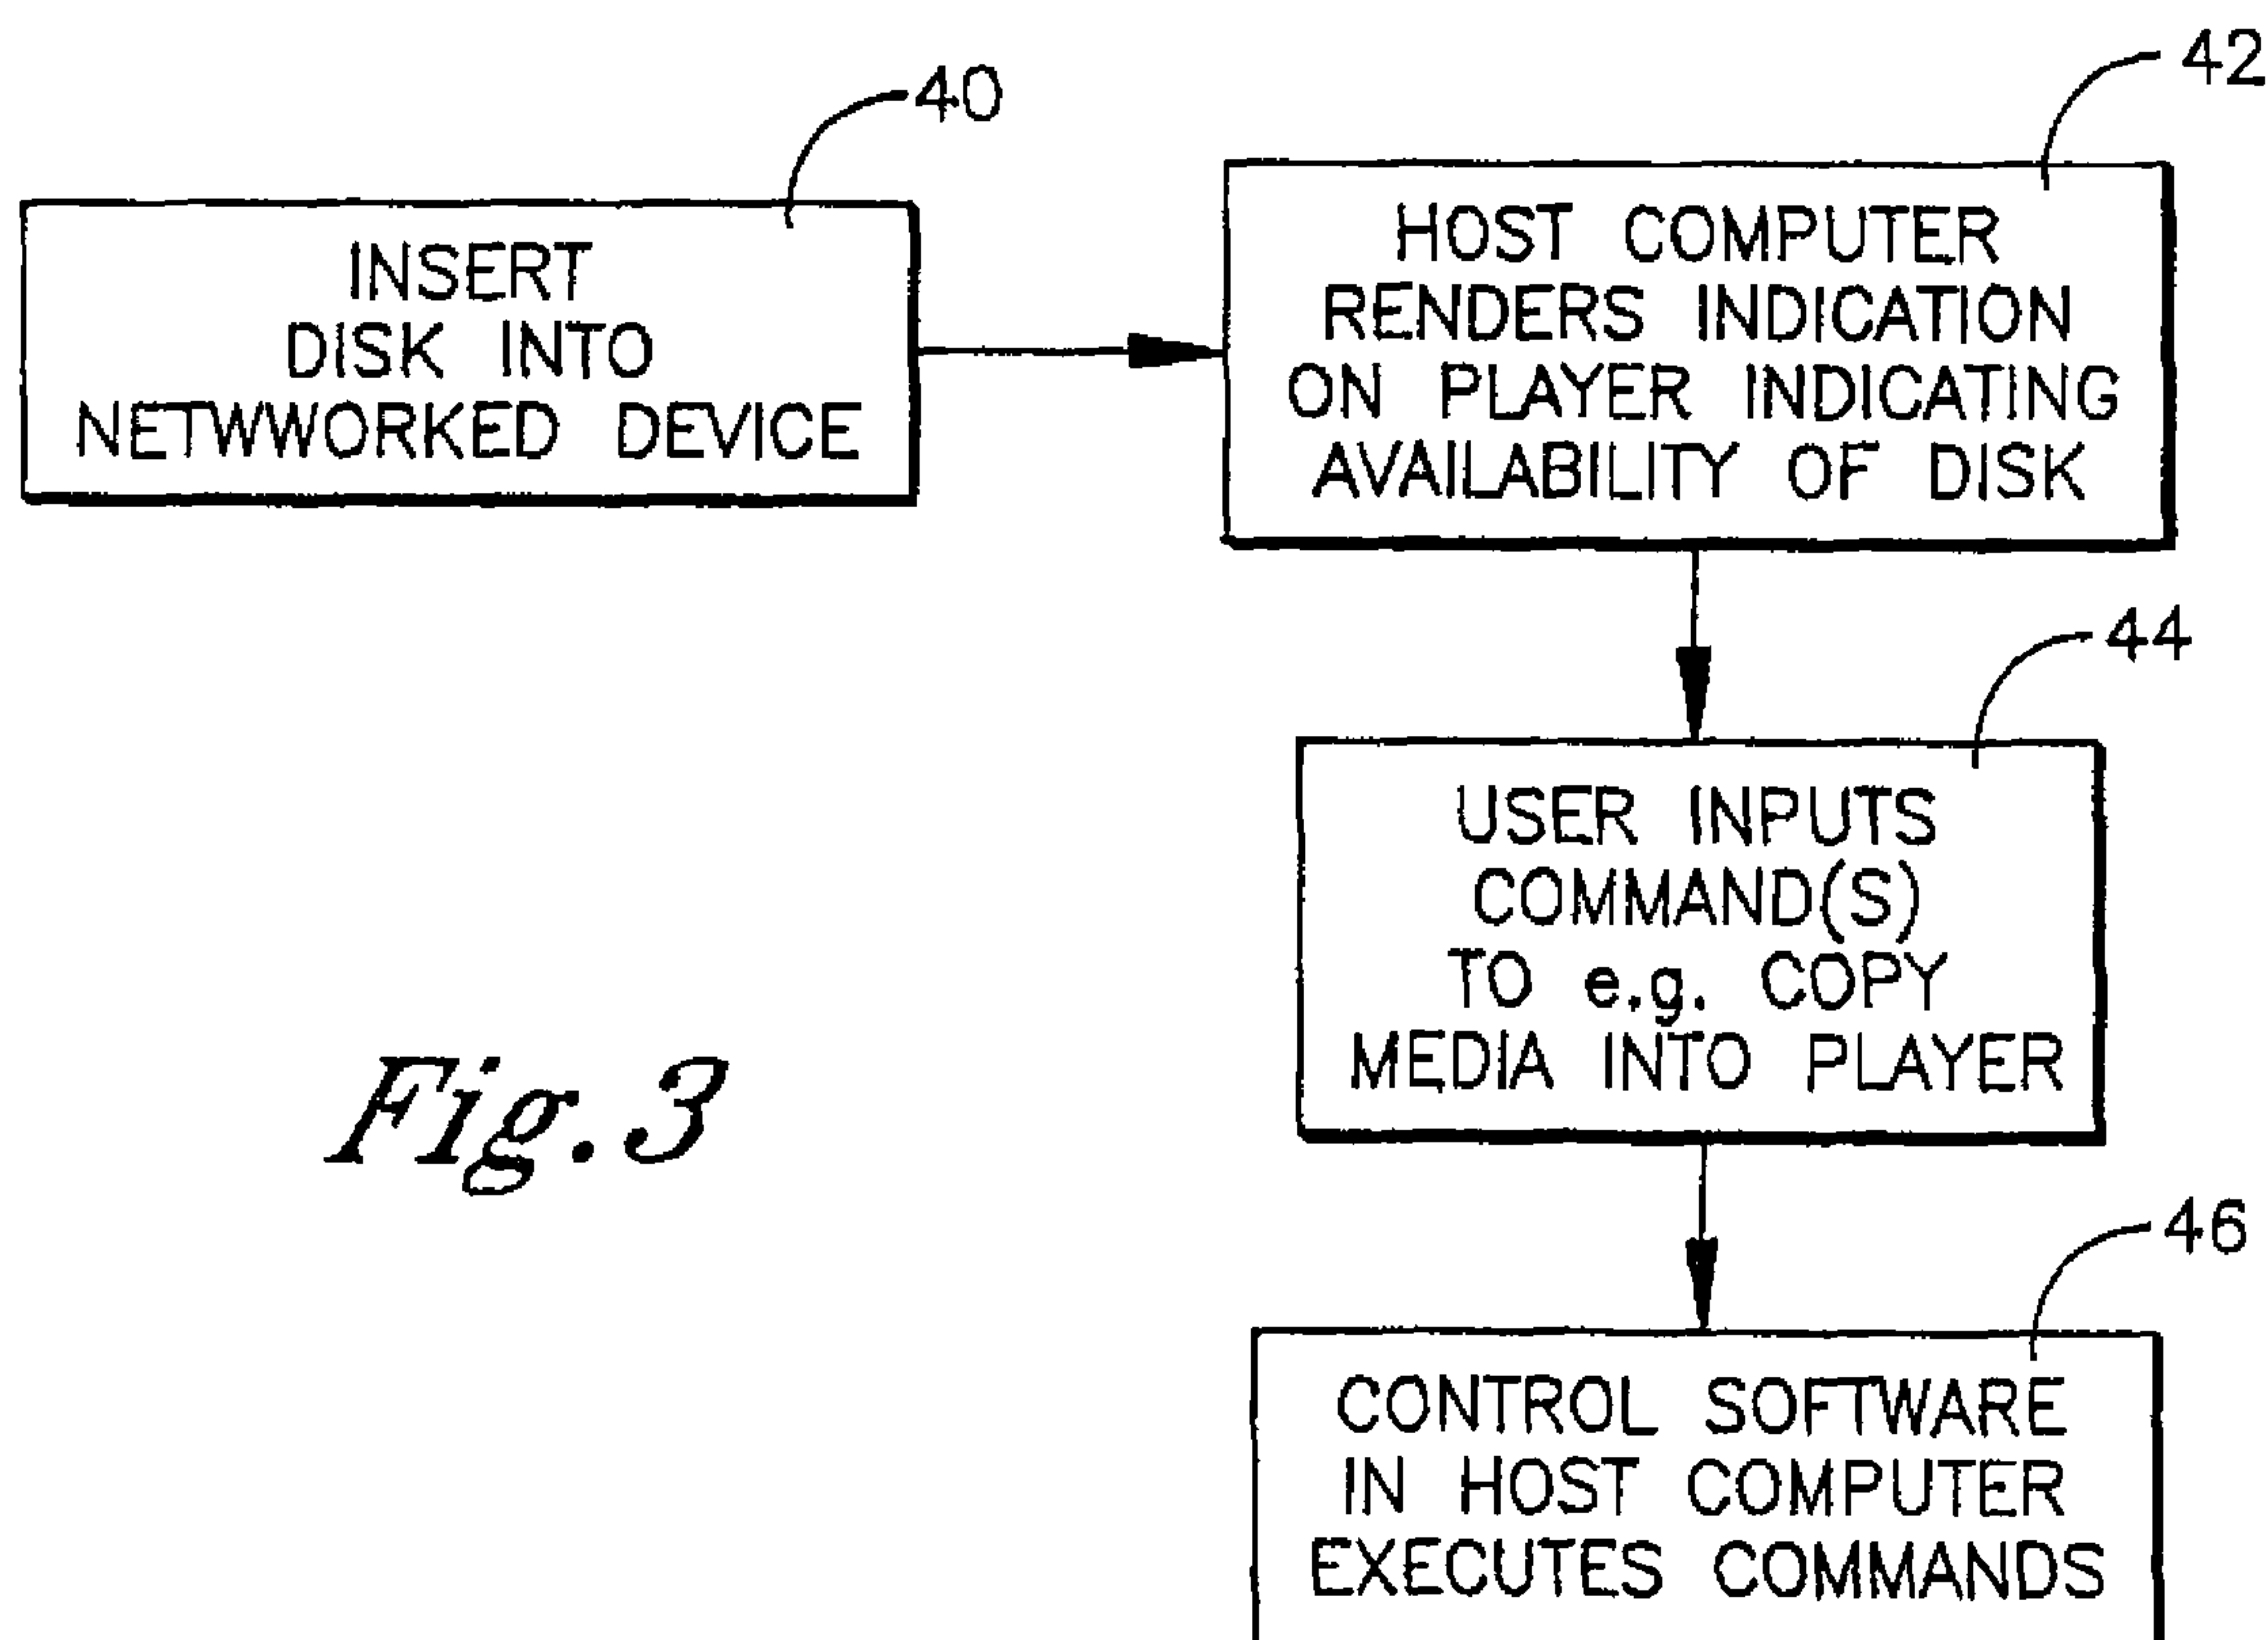 40
INSERT
DISK INTO
NETWWORKED DEVICE
42
HOST COMPUTER
RENDERS INDICATION
ON PLAYER INDICATING
AVAILABILITY OF DISK
44
USER INPUTS
COMMAND(S)
TO e.g. COPY
MEDIA INTO PLAYER
46
CONTROL SOFTWARE
IN HOST COMPUTER
EXECUTES COMMANDS
Fig.3